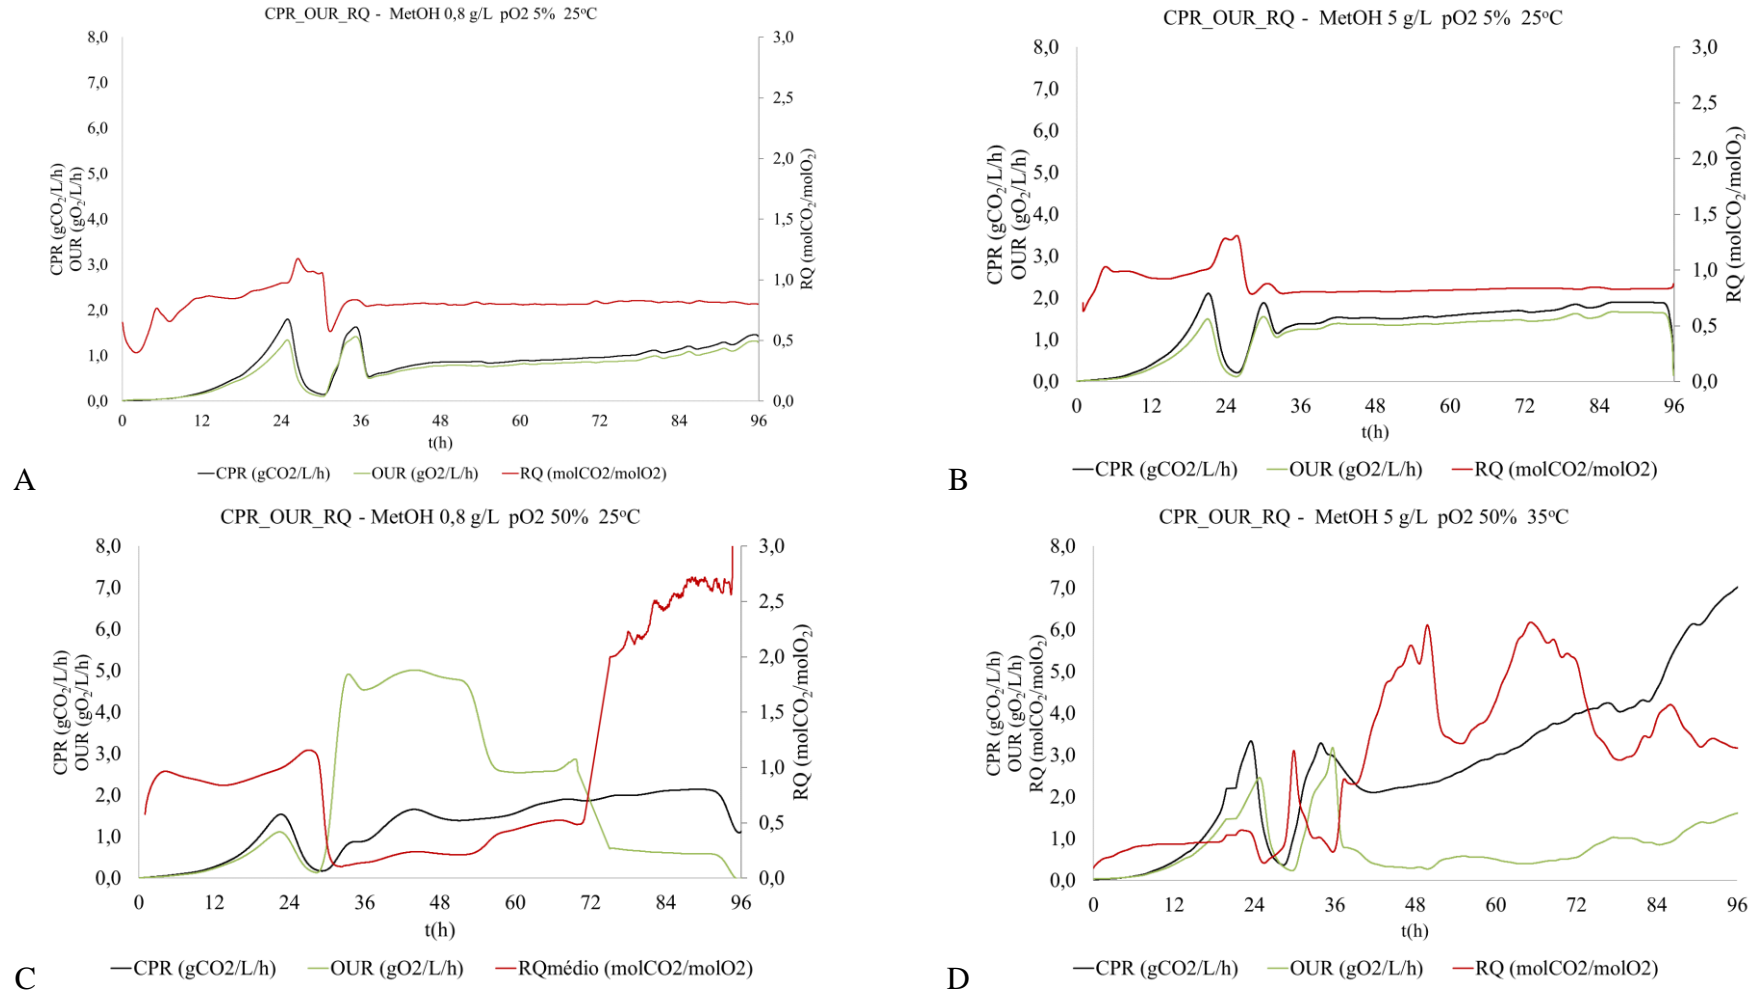 CPR_OUR_RQ - MetOH 0,8 g/L pO2 5% 25°C
8,0
7,0
6,0
5,0
4,0
3,0
2,0
1,0
0,0
CPR (gCO₂/L/h)
OUR (gO₂/L/h)
3,0
2,5
2,0
1,5
1,0
0,5
0,0
RQ (molCO₂/molO₂)
0 12 24 36 48 60 72 84 96
t(h)
CPR (gCO2/L/h) OUR (gO2/L/h) RQ (molCO2/molO2)
A
CPR_OUR_RQ - MetOH 5 g/L pO2 5% 25°C
8,0
7,0
6,0
5,0
4,0
3,0
2,0
1,0
0,0
CPR (gCO₂/L/h)
OUR (gO₂/L/h)
3,0
2,5
2,0
1,5
1,0
0,5
0,0
RQ (molCO₂/molO₂)
0 12 24 36 48 60 72 84 96
t(h)
CPR (gCO2/L/h) OUR (gO2/L/h) RQ (molCO2/molO2)
B
CPR_OUR_RQ - MetOH 0,8 g/L pO2 50% 25°C
8,0
7,0
6,0
5,0
4,0
3,0
2,0
1,0
0,0
CPR (gCO₂/L/h)
OUR (gO₂/L/h)
3,0
2,5
2,0
1,5
1,0
0,5
0,0
RQ (molCO₂/molO₂)
0 12 24 36 48 60 72 84 96
t(h)
CPR (gCO2/L/h) OUR (gO2/L/h) RQmédio (molCO2/molO2)
C
CPR_OUR_RQ - MetOH 5 g/L pO2 50% 35°C
8,0
7,0
6,0
5,0
4,0
3,0
2,0
1,0
0,0
CPR (gCO₂/L/h)
OUR (gO₂/L/h)
RQ (molCO₂/molO₂)
0 12 24 36 48 60 72 84 96
t(h)
CPR (gCO2/L/h) OUR (gO2/L/h) RQ (molCO2/molO2)
D